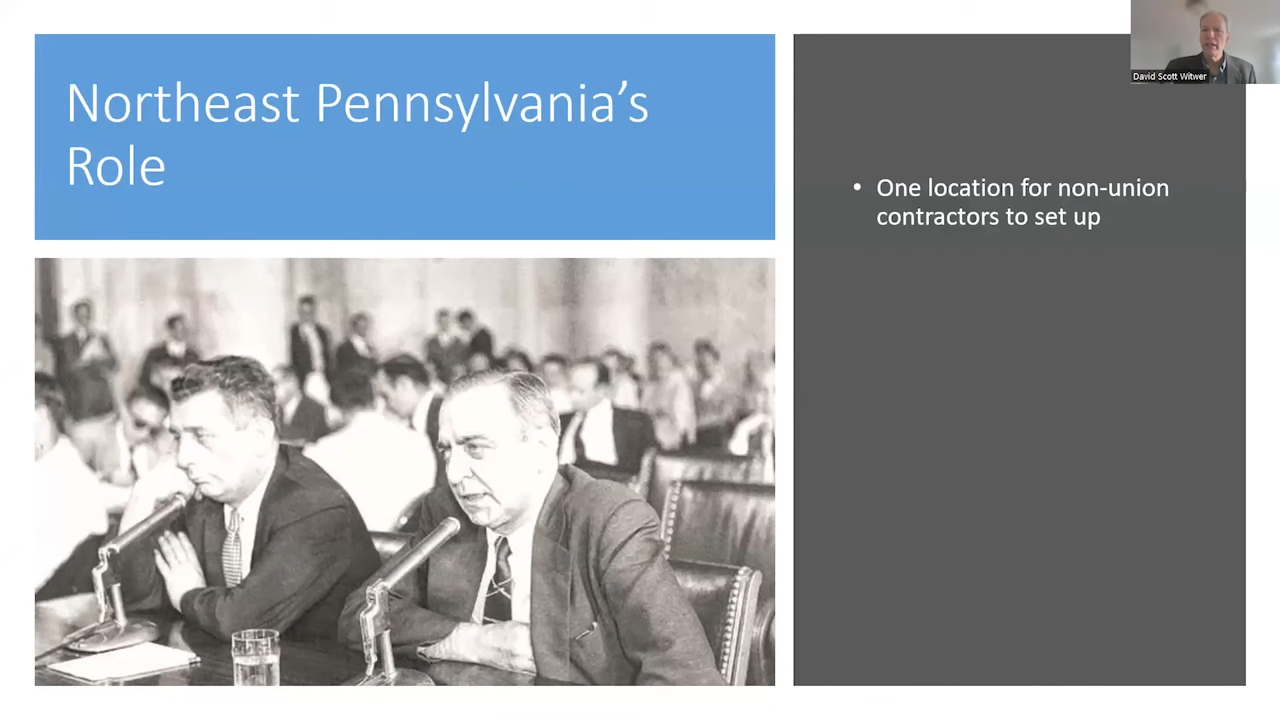 Northeast Pennsylvania’s
Role
• One location for non-union
contractors to set up
David Scott Witwer